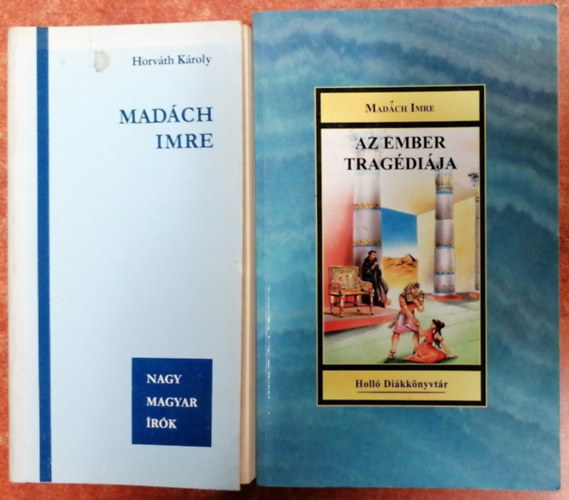 Horváth Károly
MADÁCH
IMRE
NAGY
MAGYAR
ÍRÓK
MADÁCH IMRE
AZ EMBER
TRAGÉDIÁJA
Holló Diákkönyvtár